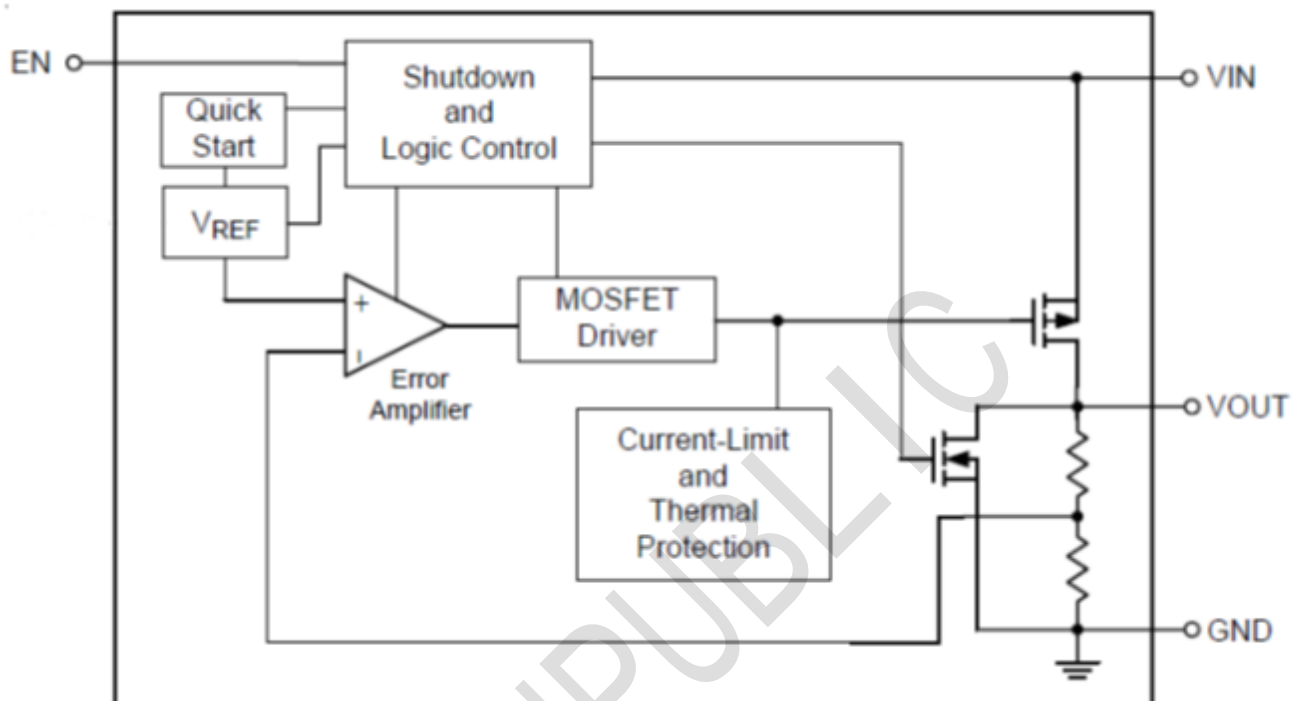 EN
Shutdown
and
Logic Control
VIN
Quick
Start
VREF
+
MOSFET
Driver
Error
Amplifier
VOUT
Current-Limit
and
Thermal
Protection
GND
PUBLIC